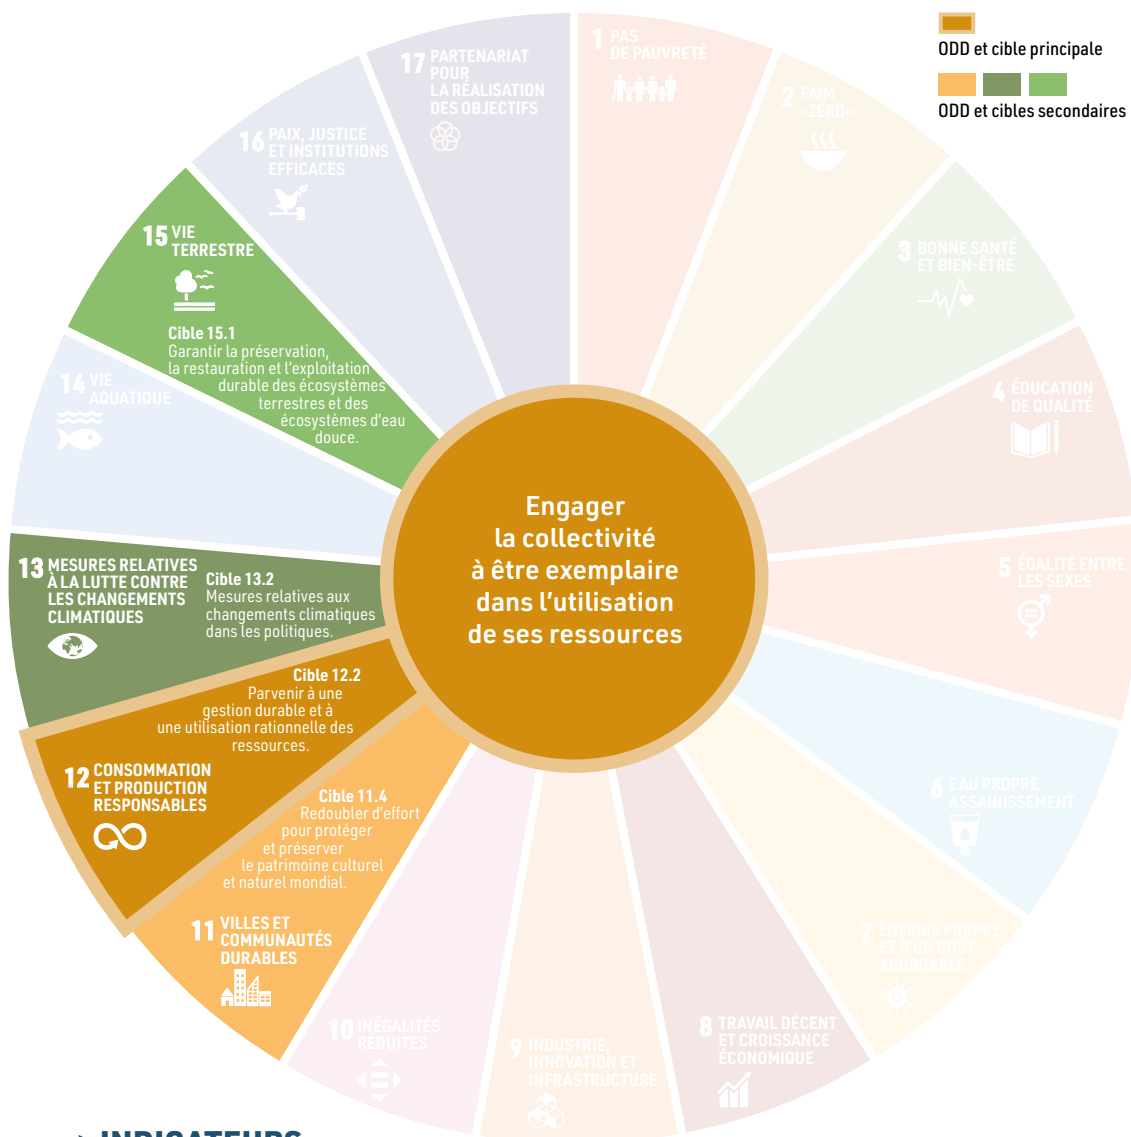 ODD et cible principale
ODD et cibles secondaires
1 PAS
DE PAUVRETÉ
2 FAIM
«ZÉRO»
3 BONNE SANTÉ
ET BIEN-ÊTRE
4 ÉDUCATION
DE QUALITÉ
5 ÉGALITÉ ENTRE
LES SEXES
6 EAU PROPRE
ASSAINISSEMENT
7 ÉNERGIE PROPRE
ET D'UN COÛT
ABORDABLE
8 TRAVAIL DÉCENT
ET CROISSANCE
ÉCONOMIQUE
9 INDUSTRIE,
INNOVATION ET
INFRASTRUCTURE
10 INÉGALITÉS
RÉDUITES
11 VILLES ET
COMMUNAUTÉS
DURABLES
Cible 11.4
Redoubler d'effort
pour protéger
et préserver
le patrimoine culturel
et naturel mondial.
12 CONSOMMATION
ET PRODUCTION
RESPONSABLES
Cible 12.2
Parvenir à une
gestion durable et à
une utilisation rationnelle des
ressources.
13 MESURES RELATIVES
À LA LUTTE CONTRE
LES CHANGEMENTS
CLIMATIQUES
Cible 13.2
Mesures relatives aux
changements climatiques
dans les politiques.
14 VIE
AQUATIQUE
15 VIE
TERRESTRE
Cible 15.1
Garantir la préservation,
la restauration et l'exploitation
durable des écosystèmes
terrestres et des
écosystèmes d'eau
douce.
16 PAIX, JUSTICE
ET INSTITUTIONS
EFFICACES
17 PARTENARIAT
POUR
LA RÉALISATION
DES OBJECTIFS
Engager
la collectivité
à être exemplaire
dans l'utilisation
de ses ressources
INDICATEURS